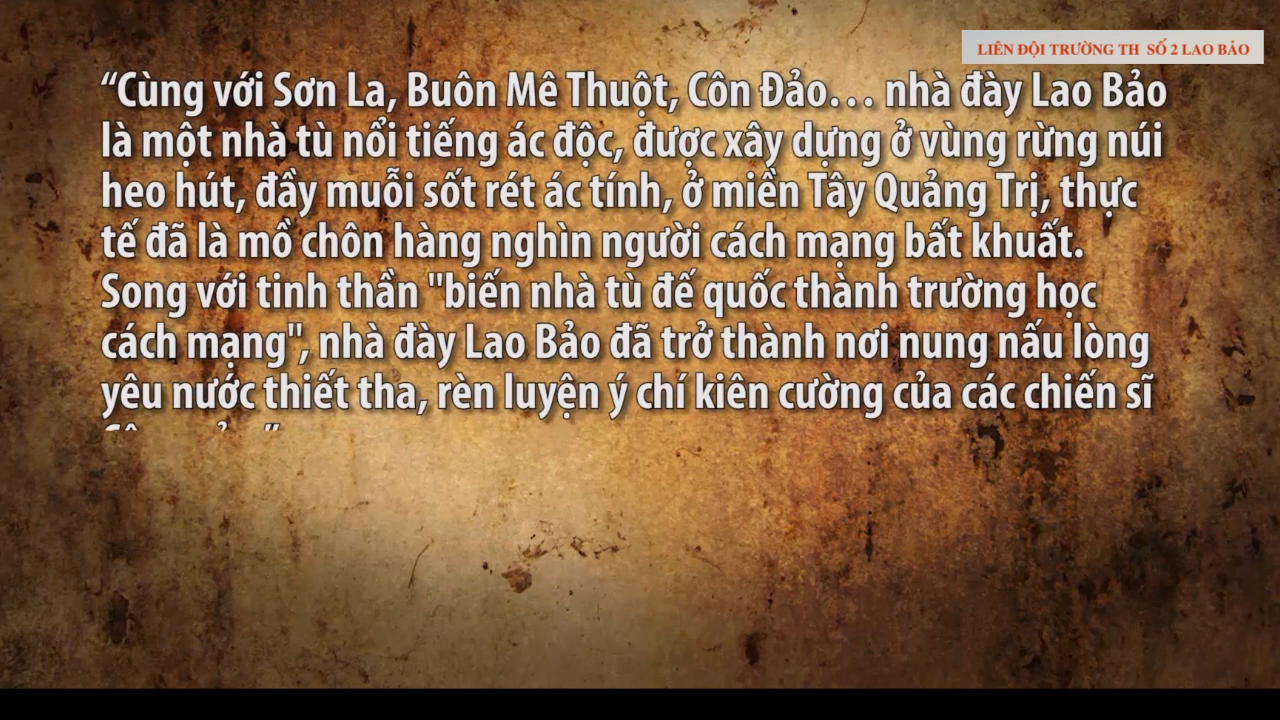 LIÊN ĐỘI TRƯỜNG TH SỐ 2 LAO BẢO
“Cùng với Sơn La, Buôn Mê Thuột, Côn Đảo… nhà đày Lao Bảo
là một nhà tù nổi tiếng ác độc, được xây dựng ở vùng rừng núi
heo hút, đầy muỗi sốt rét ác tính, ở miền Tây Quảng Trị, thực
tế đã là mồ chôn hàng nghìn người cách mạng bất khuất.
Song với tinh thần "biến nhà tù đế quốc thành trường học
cách mạng", nhà đày Lao Bảo đã trở thành nơi nung nấu lòng
yêu nước thiết tha, rèn luyện ý chí kiên cường của các chiến sĩ